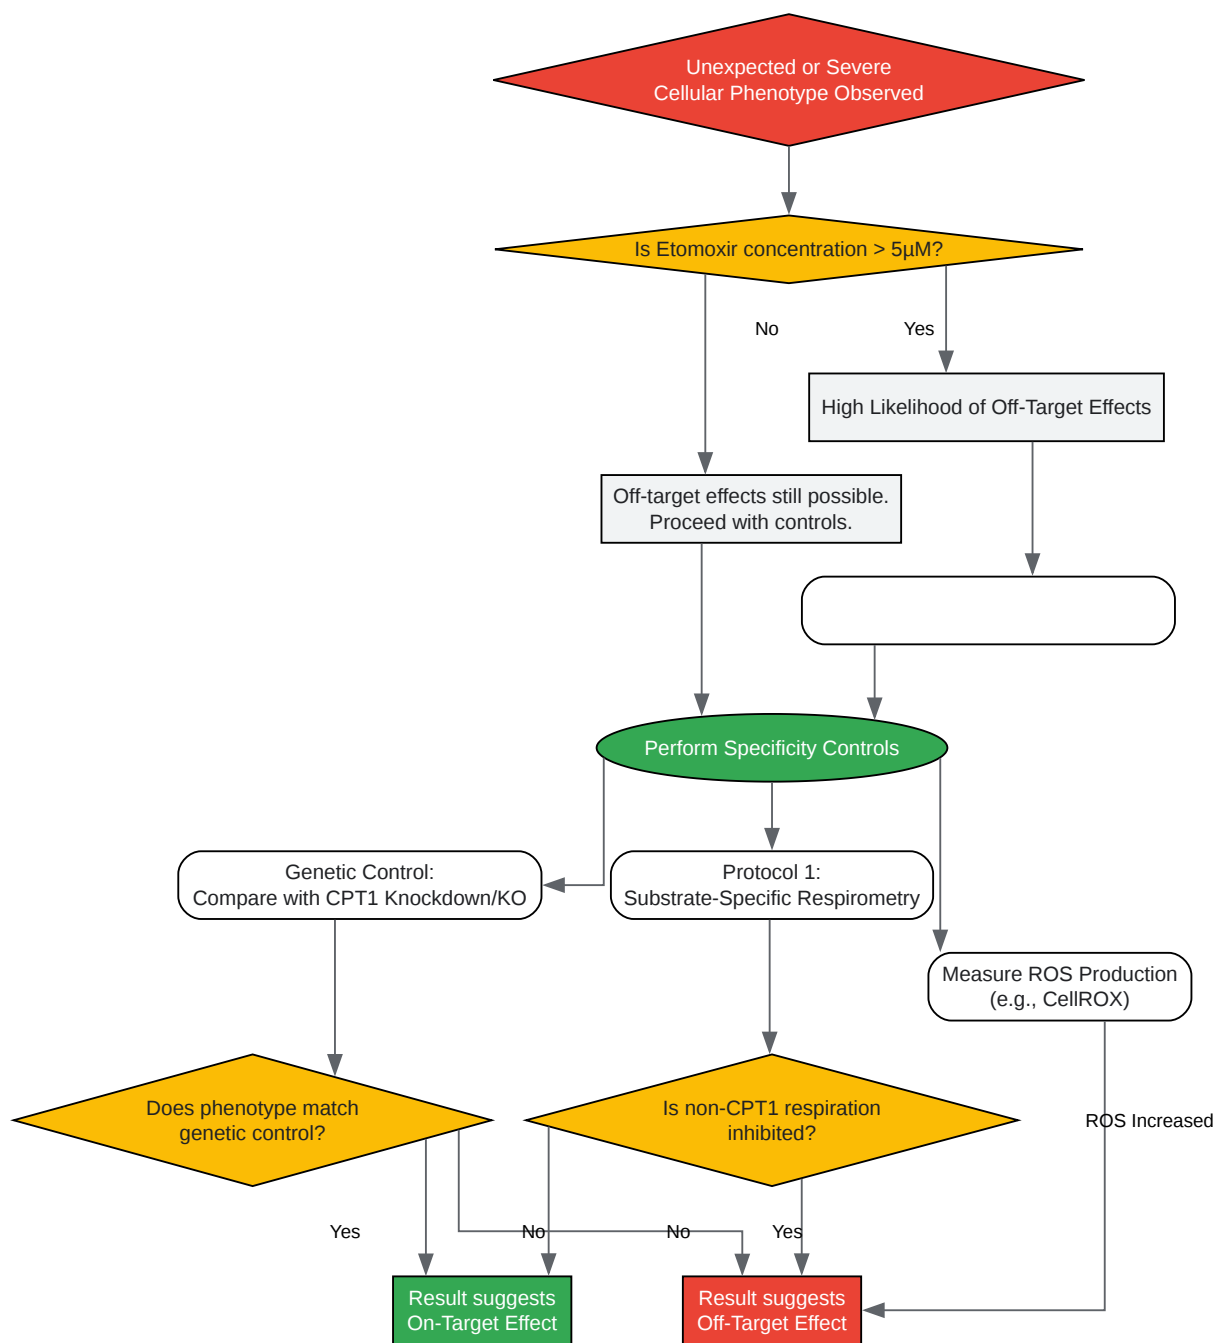 Unexpected or Severe
Cellular Phenotype Observed
Is Etomoxir concentration > 5µM?
No
Yes
High Likelihood of Off-Target Effects
Off-target effects still possible.
Proceed with controls.
Perform Specificity Controls
Genetic Control:
Compare with CPT1 Knockdown/KO
Protocol 1:
Substrate-Specific Respirometry
Measure ROS Production
(e.g., CellROX)
Does phenotype match
genetic control?
Is non-CPT1 respiration
inhibited?
ROS Increased
Yes
No
No
Yes
Result suggests
On-Target Effect
Result suggests
Off-Target Effect